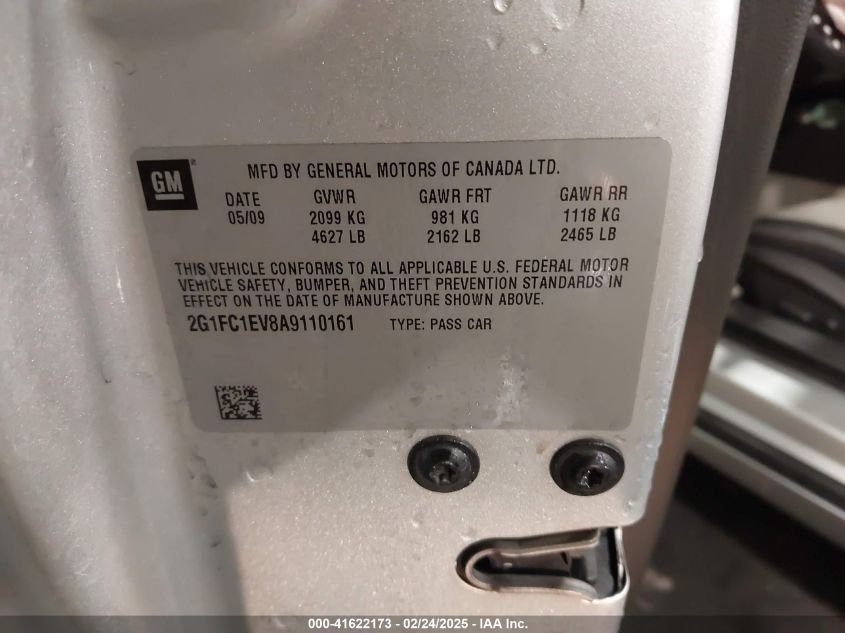 GM
MFD BY GENERAL MOTORS OF CANADA LTD.
DATE GVWR GAWR FRT GAWR RR
05/09 2099 KG 981 KG 1118 KG
4627 LB 2162 LB 2465 LB
THIS VEHICLE CONFORMS TO ALL APPLICABLE U.S. FEDERAL MOTOR
VEHICLE SAFETY, BUMPER, AND THEFT PREVENTION STANDARDS IN
EFFECT ON THE DATE OF MANUFACTURE SHOWN ABOVE.
2G1FC1EV8A9110161 TYPE: PASS CAR
000-41622173 - 02/24/2025 - IAA Inc.